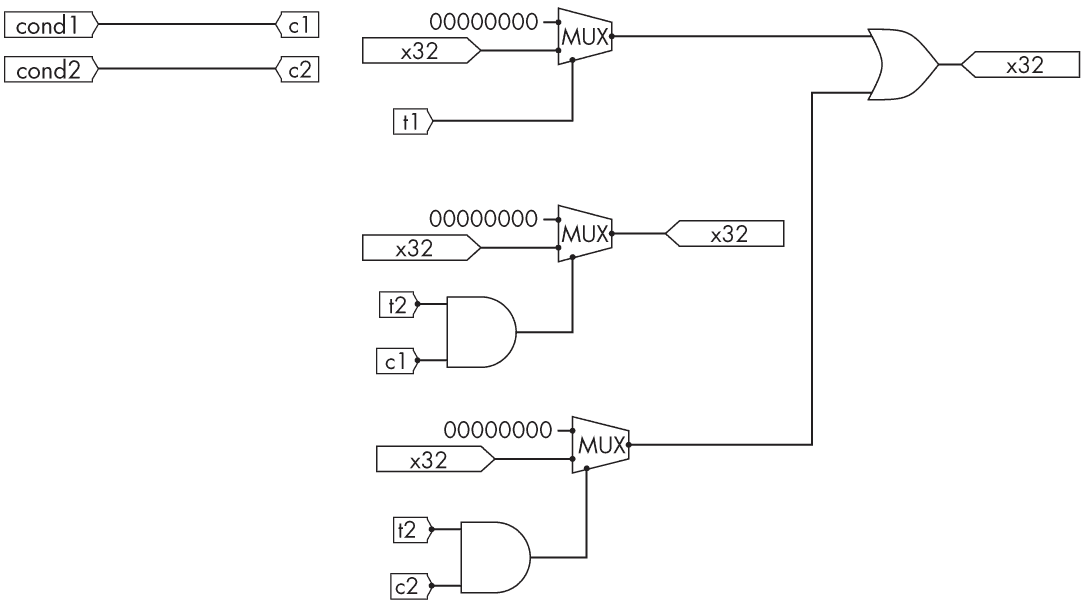 cond1
c1
cond2
c2
00000000
MUX
x32
t1
x32
00000000
MUX
x32
x32
t2
c1
00000000
MUX
x32
t2
c2